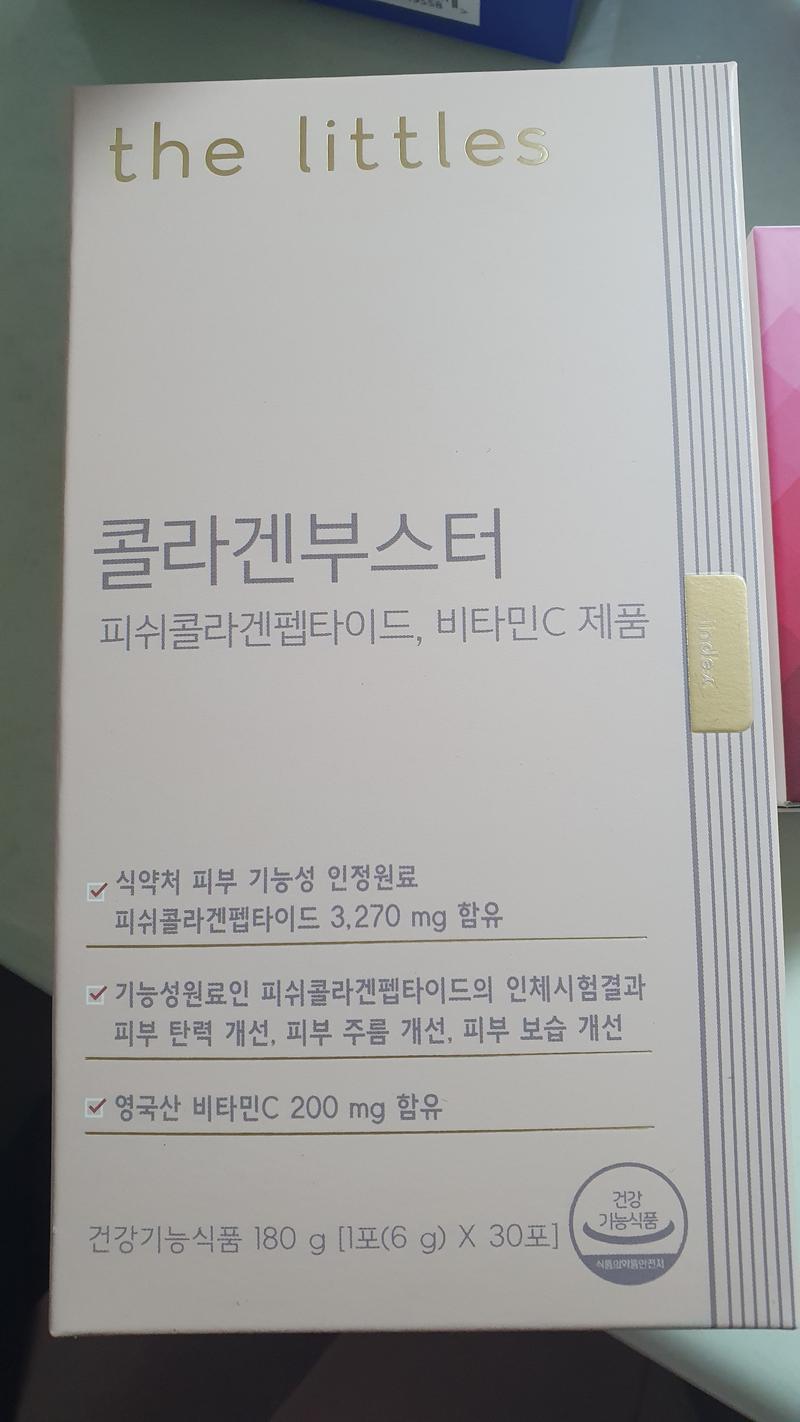 the littles
콜라겐부스터
피쉬콜라겐펩타이드, 비타민C 제품
index
식약처 피부 기능성 인정원료
피쉬콜라겐펩타이드 3,270 mg 함유
기능성원료인 피쉬콜라겐펩타이드의 인체시험결과
피부 탄력 개선, 피부 주름 개선, 피부 보습 개선
영국산 비타민C 200 mg 함유
건강기능식품 180 g [1포(6 g) X 30포]
건강
기능식품
식품의약품안전처